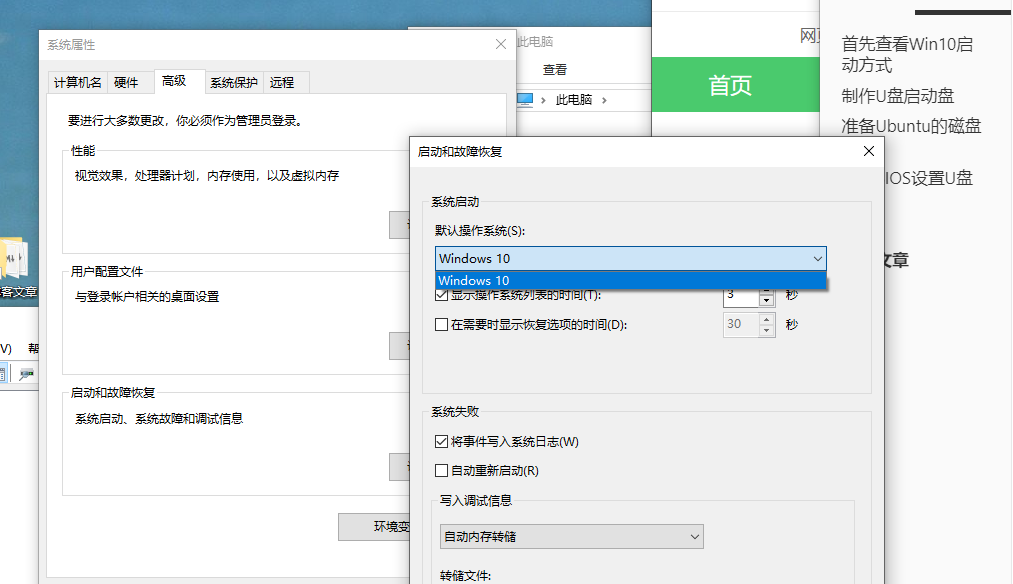 系统属性
计算机名
硬件
高级
系统保护
远程
要进行大多数更改，你必须作为管理员登录。
性能
视觉效果，处理器计划，内存使用，以及虚拟内存
用户配置文件
与登录帐户相关的桌面设置
启动和故障恢复
系统启动、系统故障和调试信息
环境变
客文章
V)
帮
此电脑
查看
此电脑
网
首页
首先查看Win10启
动方式
制作U盘启动盘
准备Ubuntu的磁盘
IOS设置U盘
文章
启动和故障恢复
系统启动
默认操作系统(S):
Windows 10
Windows 10
显示操作系统列表的时间(T):
3
秒
在需要时显示恢复选项的时间(D):
30
秒
系统失败
将事件写入系统日志(W)
自动重新启动(R)
写入调试信息
自动内存转储
转储文件: